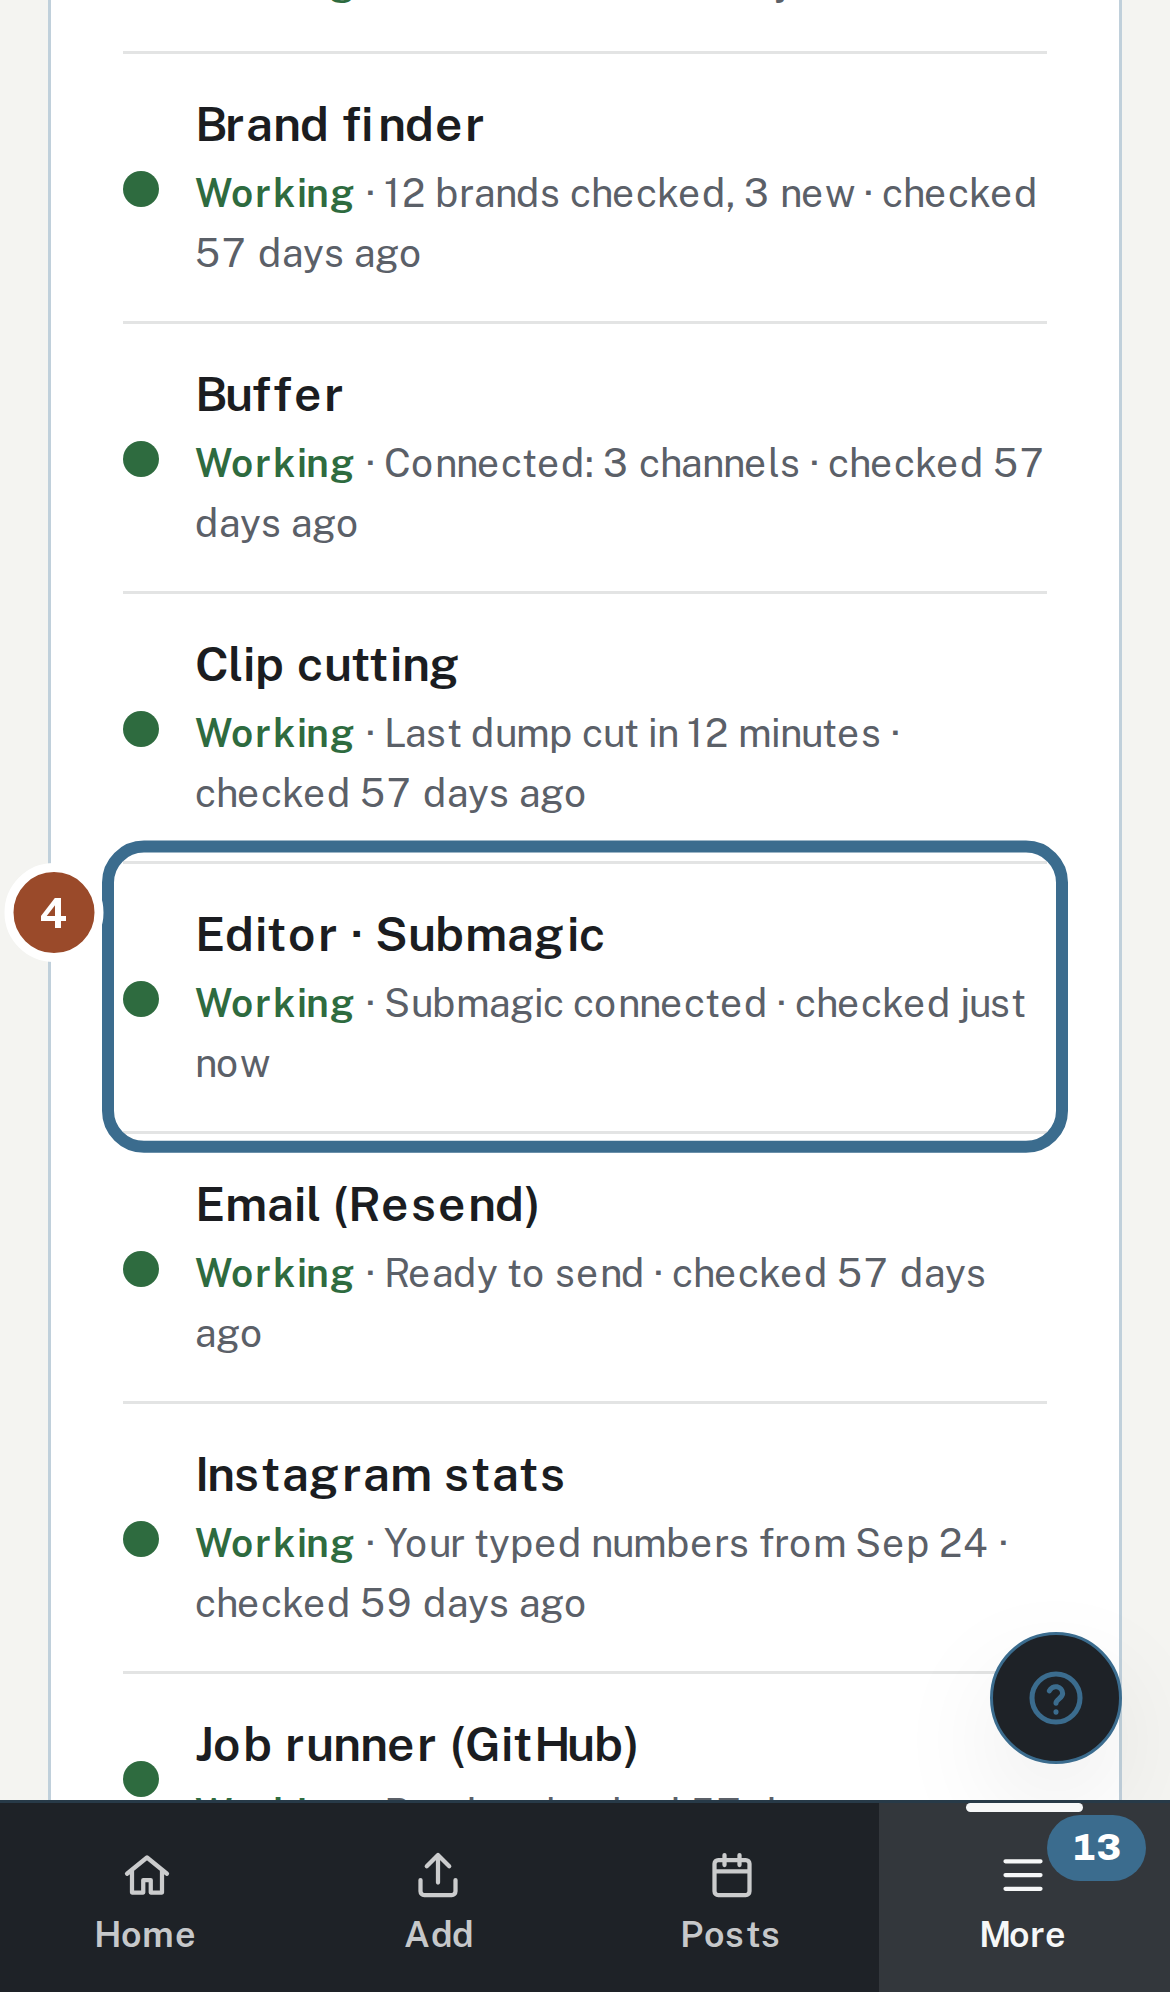 Brand finder
Working · 12 brands checked, 3 new · checked
57 days ago
Buffer
Working · Connected: 3 channels · checked 57
days ago
Clip cutting
Working · Last dump cut in 12 minutes ·
checked 57 days ago
4
Editor · Submagic
Working · Submagic connected · checked just
now
Email (Resend)
Working · Ready to send · checked 57 days
ago
Instagram stats
Working · Your typed numbers from Sep 24 ·
checked 59 days ago
Job runner (GitHub)
13
Home
Add
Posts
More